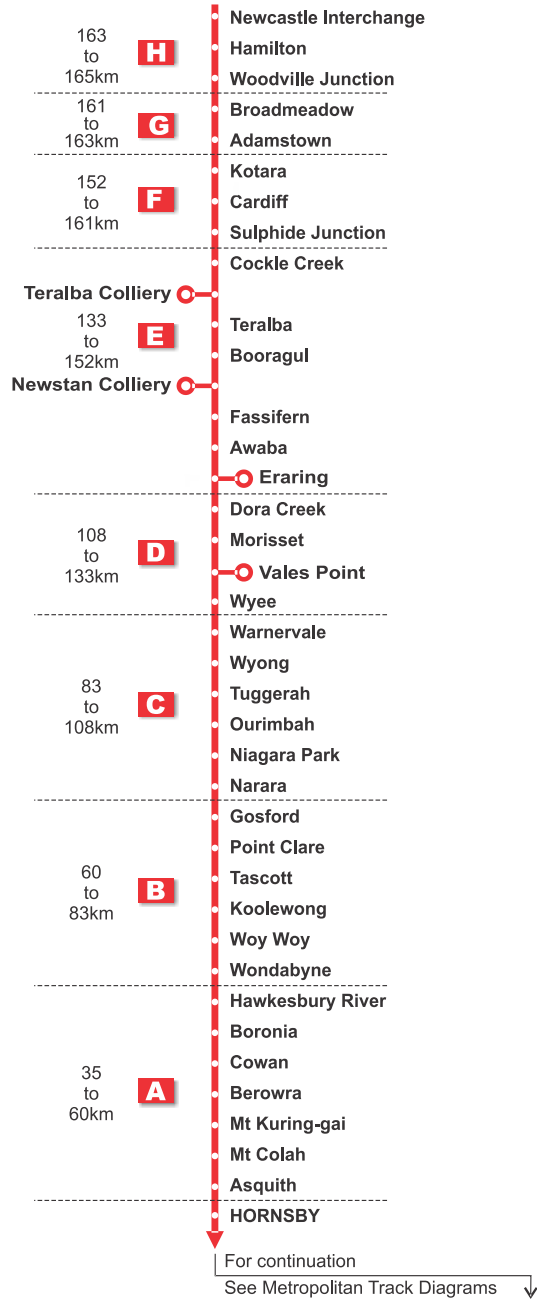 Newcastle Interchange
163
to
165km
H
Hamilton
Woodville Junction
161
to
163km
G
Broadmeadow
Adamstown
152
to
161km
F
Kotara
Cardiff
Sulphide Junction
Cockle Creek
Teralba Colliery
133
to
152km
E
Teralba
Booragul
Newstan Colliery
Fassifern
Awaba
Eraring
108
to
133km
D
Dora Creek
Morisset
Vales Point
Wyee
83
to
108km
C
Warnervale
Wyong
Tuggerah
Ourimbah
Niagara Park
Narara
60
to
83km
B
Gosford
Point Clare
Tascott
Koolewong
Woy Woy
Wondabyne
35
to
60km
A
Hawkesbury River
Boronia
Cowan
Berowra
Mt Kuring-gai
Mt Colah
Asquith
HORNSBY
For continuation
See Metropolitan Track Diagrams